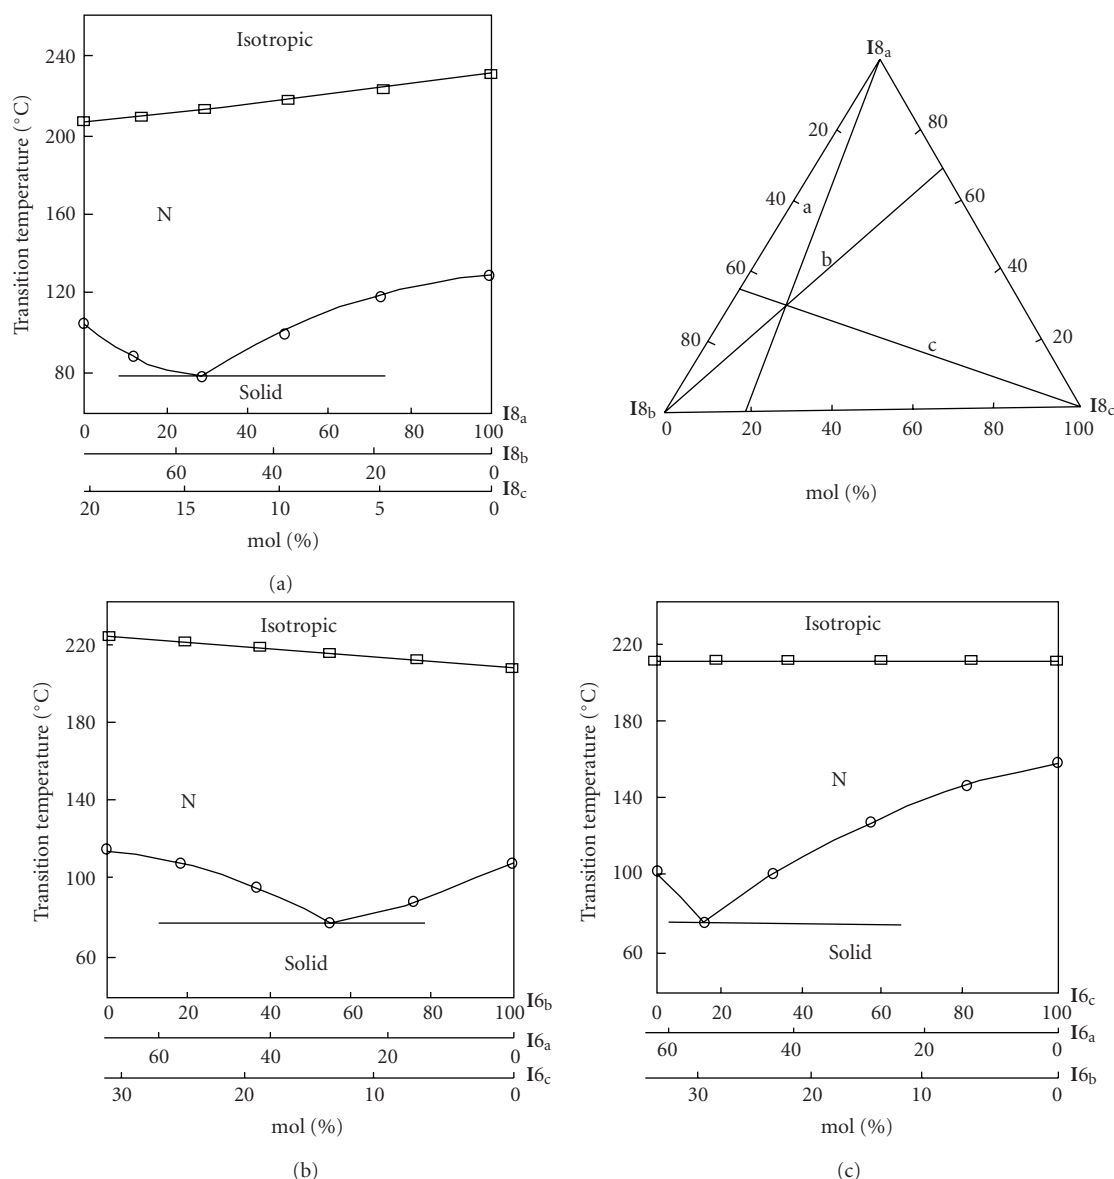 Transition temperature (°C)
240
200
160
120
80
Isotropic
N
Solid
0 20 40 60 80 100 I8a
60 40 20 0 I8b
20 15 10 5 0 I8c
mol (%)
(a)
I8a
20 80
40 a 60
60 b 40
80 c 20
I8b I8c
0 20 40 60 80 100
mol (%)
Transition temperature (°C)
220
180
140
100
60
Isotropic
N
Solid
0 20 40 60 80 100 I6b
60 40 20 0 I6a
30 20 10 0 I6c
mol (%)
(b)
Transition temperature (°C)
220
180
140
100
60
Isotropic
N
Solid
0 20 40 60 80 100 I6c
60 40 20 0 I6a
30 20 10 0 I6b
mol (%)
(c)